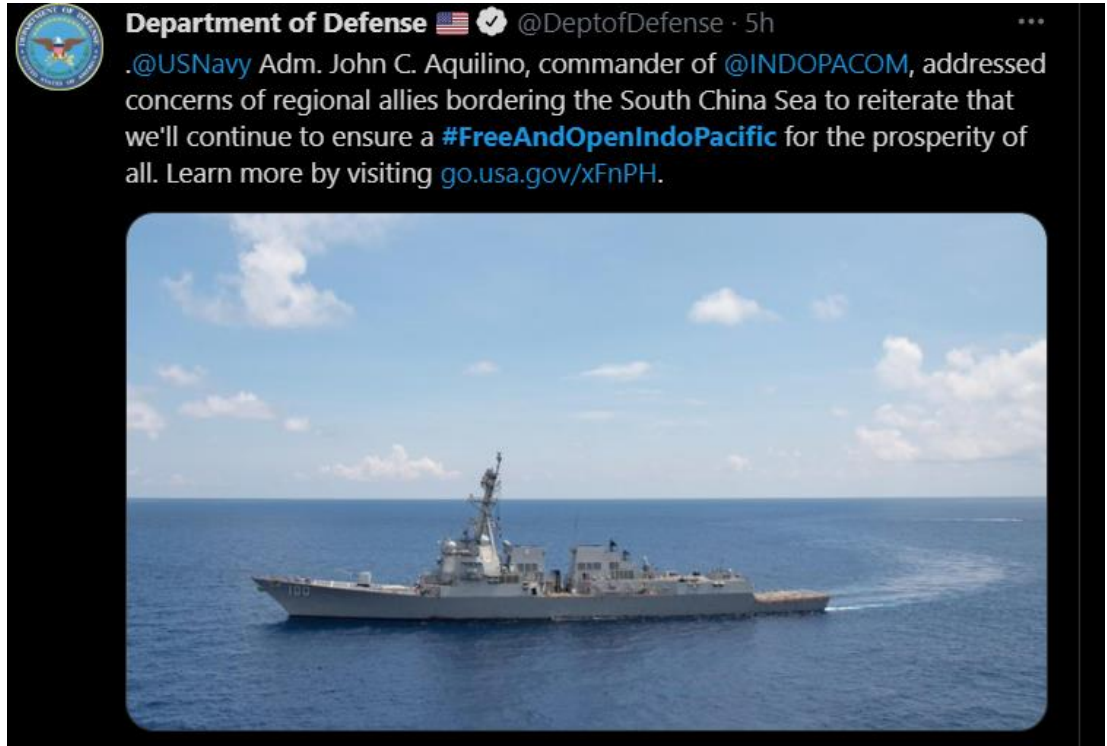 Department of Defense 🇺🇸 @DeptofDefense · 5h
.@USNavy Adm. John C. Aquilino, commander of @INDOPACOM, addressed
concerns of regional allies bordering the South China Sea to reiterate that
we'll continue to ensure a #FreeAndOpenIndoPacific for the prosperity of
all. Learn more by visiting go.usa.gov/xFnPH.
100